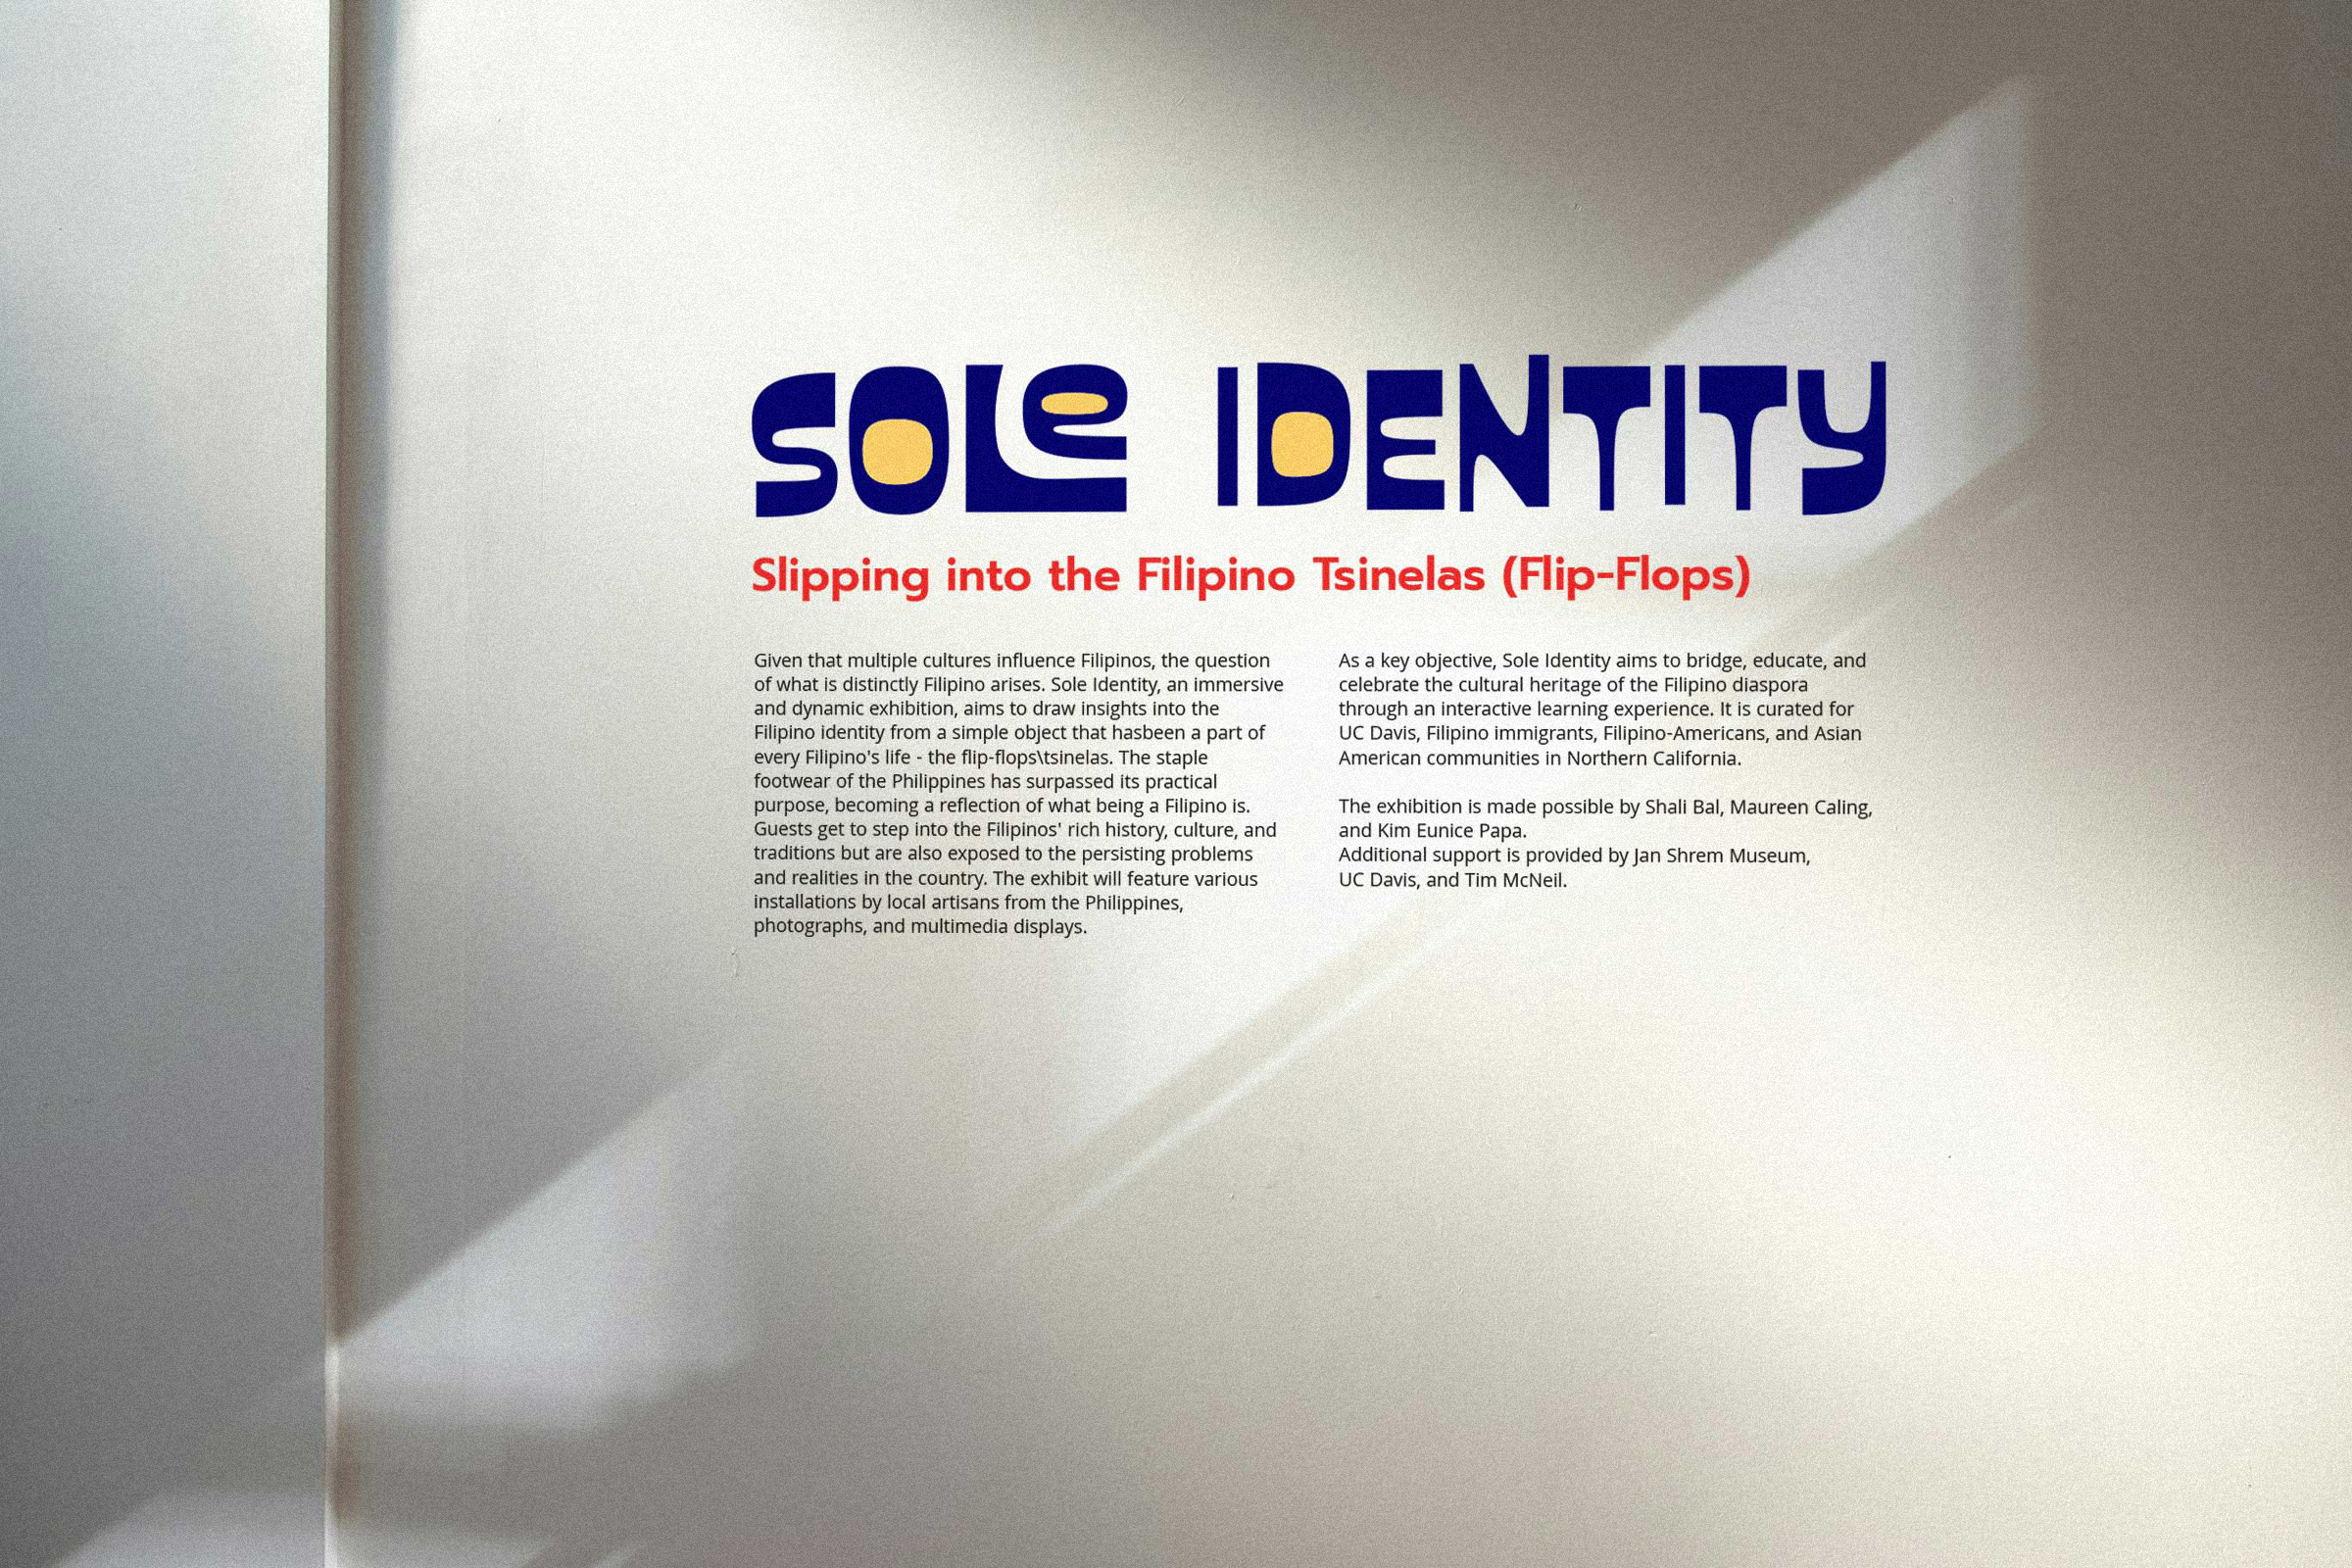 SOLe IDENTITY
Slipping into the Filipino Tsinelas (Flip-Flops)
Given that multiple cultures influence Filipinos, the question
of what is distinctly Filipino arises. Sole Identity, an immersive
and dynamic exhibition, aims to draw insights into the
Filipino identity from a simple object that hasbeen a part of
every Filipino's life - the flip-flops\tsinelas. The staple
footwear of the Philippines has surpassed its practical
purpose, becoming a reflection of what being a Filipino is.
Guests get to step into the Filipinos' rich history, culture, and
traditions but are also exposed to the persisting problems
and realities in the country. The exhibit will feature various
installations by local artisans from the Philippines,
photographs, and multimedia displays.
As a key objective, Sole Identity aims to bridge, educate, and
celebrate the cultural heritage of the Filipino diaspora
through an interactive learning experience. It is curated for
UC Davis, Filipino immigrants, Filipino-Americans, and Asian
American communities in Northern California.
The exhibition is made possible by Shali Bal, Maureen Caling,
and Kim Eunice Papa.
Additional support is provided by Jan Shrem Museum,
UC Davis, and Tim McNeil.